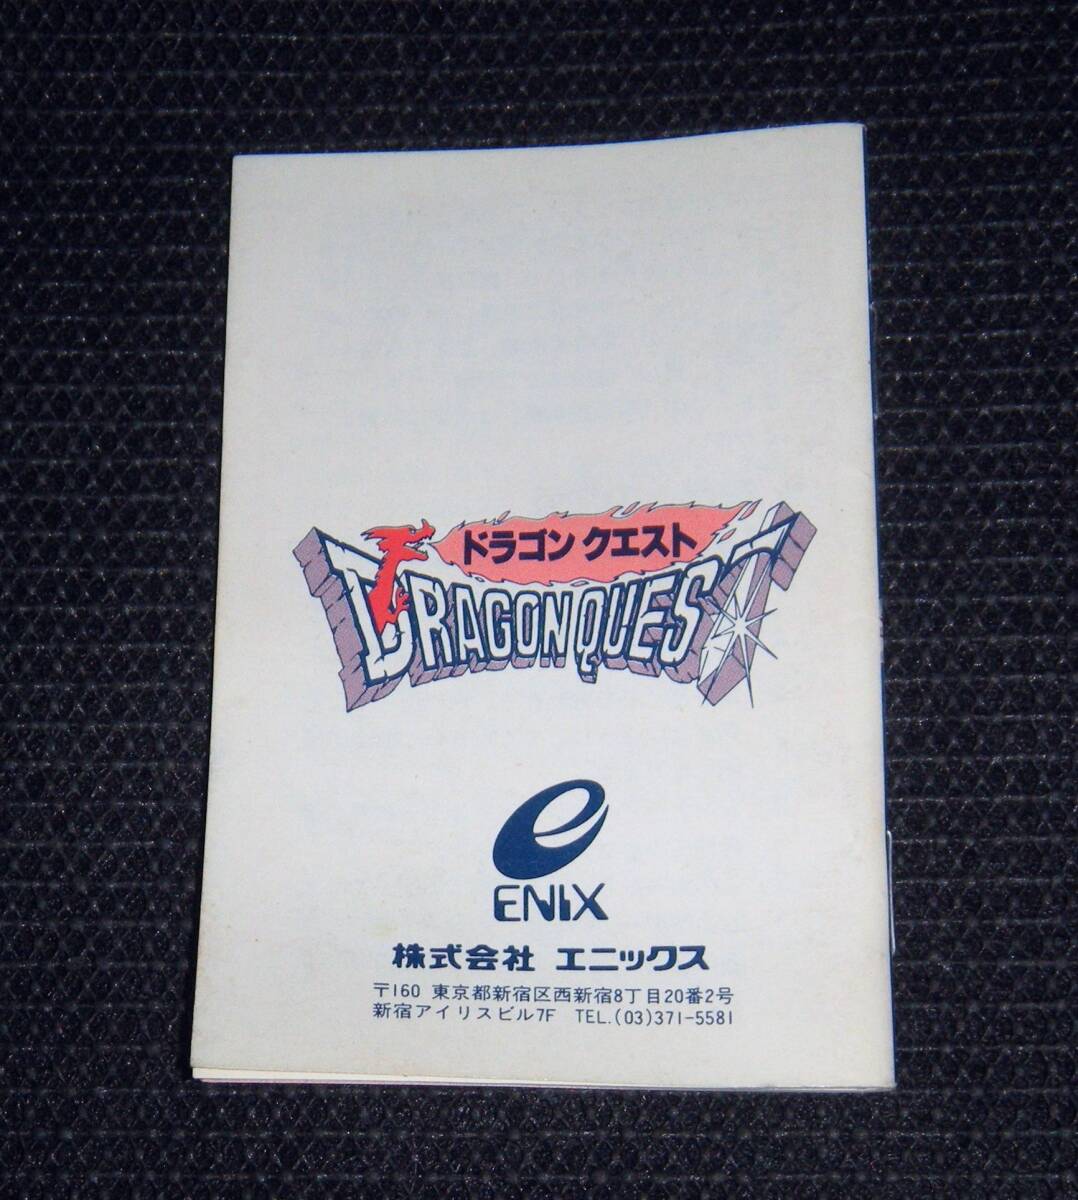 ドラゴン クエスト
DRAGON QUEST
ENIX
株式会社 エニックス
〒160 東京都新宿区西新宿8丁目20番2号
新宿アイリスビル7F TEL.(03)371-5581